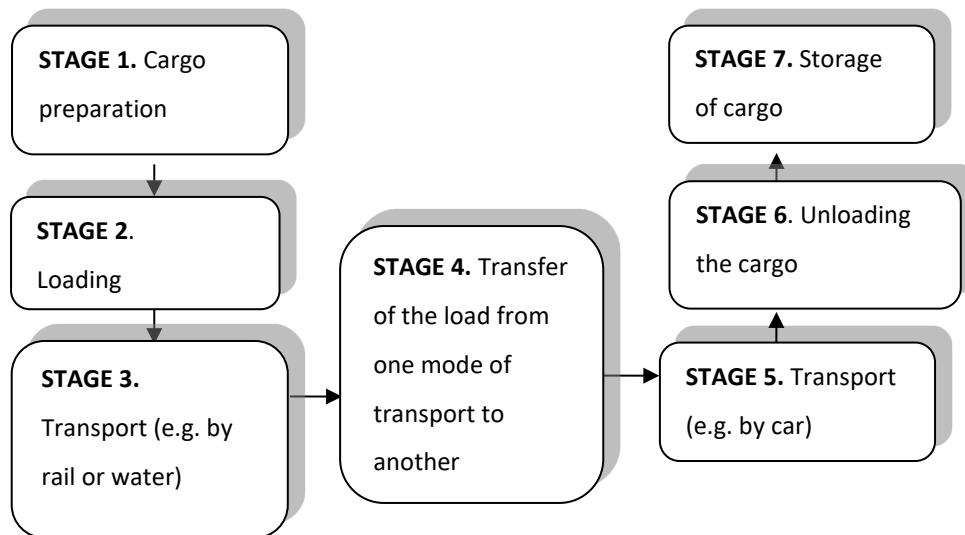 STAGE 1. Cargo
preparation
STAGE 2.
Loading
STAGE 3.
Transport (e.g. by
rail or water)
STAGE 4. Transfer
of the load from
one mode of
transport to
another
STAGE 5. Transport
(e.g. by car)
STAGE 6. Unloading
the cargo
STAGE 7. Storage
of cargo